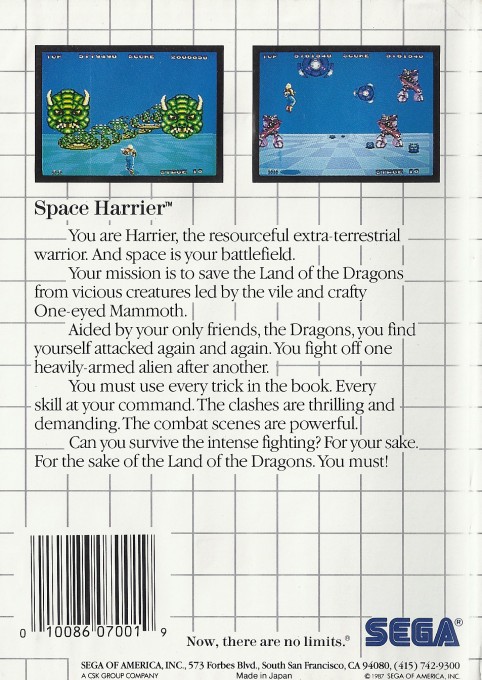 TOP SCORE
TOP SCORE
STAGE
STAGE
Space Harrier™
You are Harrier, the resourceful extra-terrestrial
warrior. And space is your battlefield.
Your mission is to save the Land of the Dragons
from vicious creatures led by the vile and crafty
One-eyed Mammoth.
Aided by your only friends, the Dragons, you find
yourself attacked again and again. You fight off one
heavily-armed alien after another.
You must use every trick in the book. Every
skill at your command. The clashes are thrilling and
demanding. The combat scenes are powerful.
Can you survive the intense fighting? For your sake.
For the sake of the Land of the Dragons. You must!
0 10086 07001 9
Now, there are no limits.®
SEGA®
SEGA OF AMERICA, INC., 573 Forbes Blvd., South San Francisco, CA 94080, (415) 742-9300
A CSK GROUP COMPANY Made in Japan © 1987 SEGA OF AMERICA, INC.